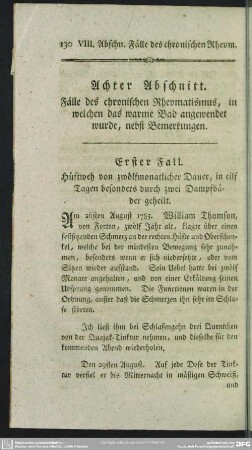 130 VIII. Abschn. Fälle des chronischen Rhevm.
Achter Abschnitt.
Fälle des chronischen Rhevmatismus, in
welchen das warme Bad angewendet
wurde, nebst Bemerkungen.
Erster Fall.
Hüftweh von zwölfmonatlicher Dauer, in eilf
Tagen besonders durch zwei Dampfbä-
der geheilt.
Am 26sten August 1785. William Thomson,
von Forton, zwölf Jahr alt, klagte über einen
festsitzenden Schmerz an der rechten Hüfte und Oberschen-
kel, welche bei der mindesten Bewegung sehr zunah-
men, besonders wenn er sich niedersetzte, oder vom
Sitzen wieder aufstand. Sein Uebel hatte bei zwölf
Monate angehalten, und von einer Erkältung seinen
Ursprung genommen. Die Functionen waren in der
Ordnung, außer daß die Schmerzen ihn sehr im Schla-
fe störten.
Ich ließ ihn bei Schlafengehn drei Quentchen
von der Quajak-Tinktur nehmen, und dieselbe für den
kommenden Abend wiederholen.
Den 29sten August. Auf jede Dose der Tink-
tur verfiel er bis Mitternacht in mäßigen Schweiß,
und